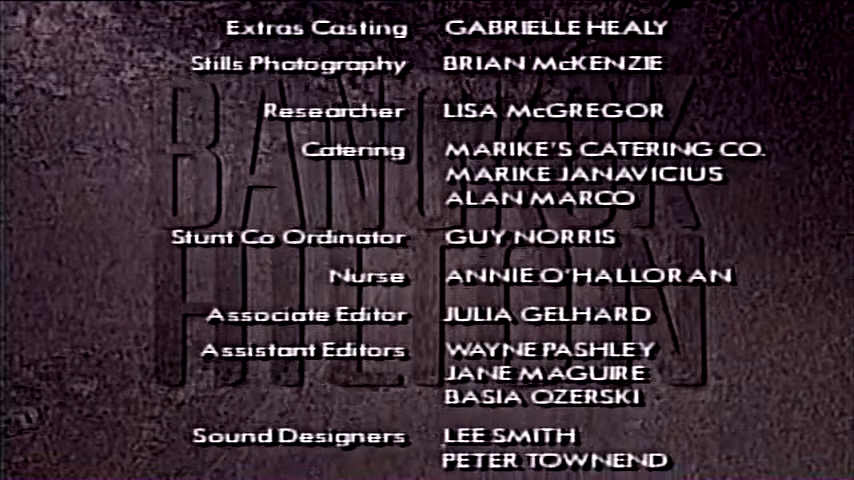 Extras Casting GABRIELLE HEALY
Stills Photography BRIAN McKENZIE
Researcher LISA McGREGOR
Catering MARIKE'S CATERING CO.
MARIKE JANAVICIUS
ALAN MARCO
Stunt Co Ordinator GUY NORRIS
Nurse ANNIE O'HALLORAN
Associate Editor JULIA GELHARD
Assistant Editors WAYNE PASHLEY
JANE MAGUIRE
BASIA OZERSKI
Sound Designers LEE SMITH
PETER TOWNEND
BANGKOK
HILTON